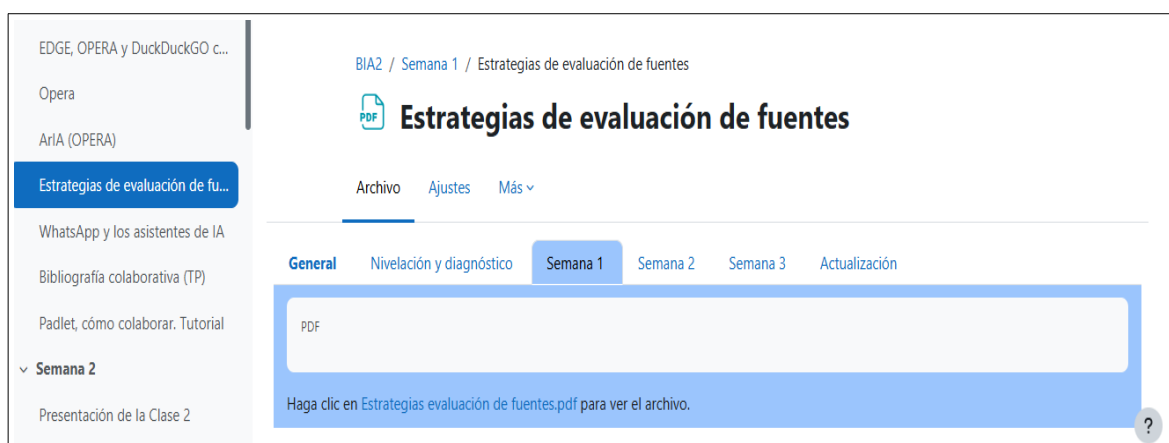 EDGE, OPERA y DuckDuckGO c...
Opera
ArIA (OPERA)
Estrategias de evaluación de fu...
WhatsApp y los asistentes de IA
Bibliografía colaborativa (TP)
Padlet, cómo colaborar. Tutorial
Semana 2
Presentación de la Clase 2
BIA2 / Semana 1 / Estrategias de evaluación de fuentes
PDF Estrategias de evaluación de fuentes
Archivo Ajustes Más
General Nivelación y diagnóstico Semana 1 Semana 2 Semana 3 Actualización
PDF
Haga clic en Estrategias evaluación de fuentes.pdf para ver el archivo.
?